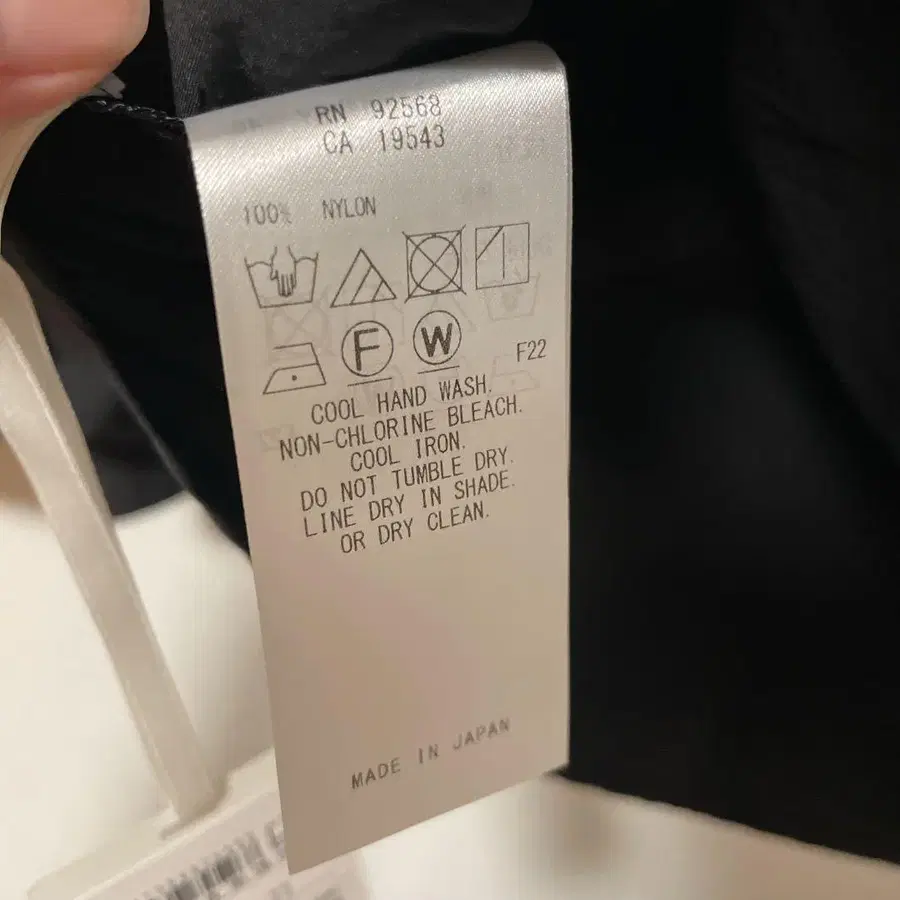 RN 92568
CA 19543
100% NYLON
F W F22
COOL HAND WASH.
NON-CHLORINE BLEACH.
COOL IRON.
DO NOT TUMBLE DRY.
LINE DRY IN SHADE.
OR DRY CLEAN.
MADE IN JAPAN